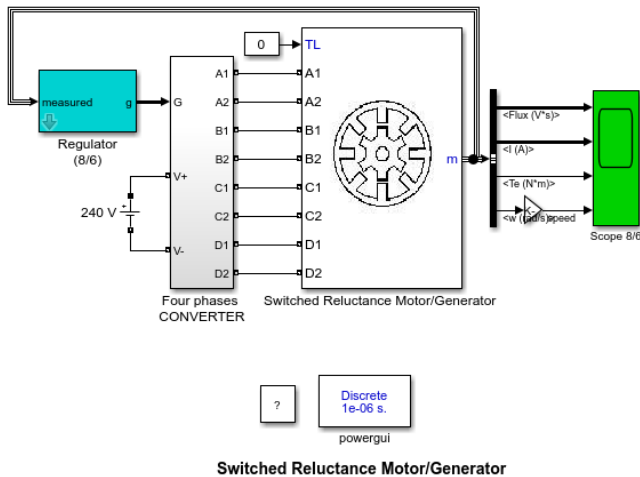 0
TL
measured
g
Regulator
(8/6)
G
V+
V-
240 V
+
A1
A2
B1
B2
C1
C2
D1
D2
Four phases
CONVERTER
A1
A2
B1
B2
C1
C2
D1
D2
m
Switched Reluctance Motor/Generator
<Flux (V*s)>
<I (A)>
<Te (N*m)>
<w (rad/s)>
speed
Scope 8/6
?
Discrete
1e-06 s.
powergui
Switched Reluctance Motor/Generator